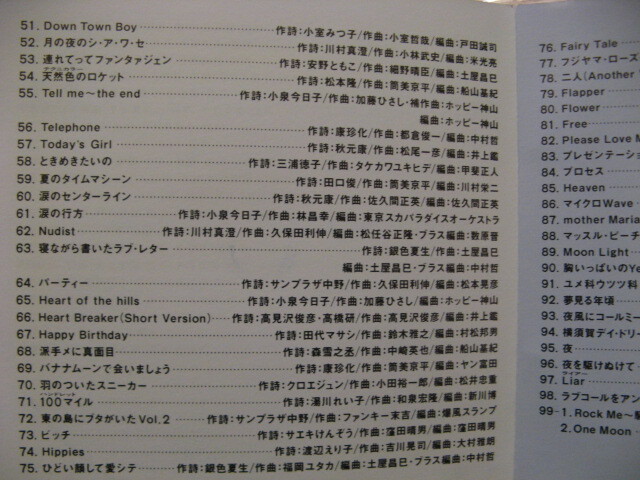 51. Down Town Boy ‥‥‥‥‥‥ 作詩:小室みつ子/作曲:小室哲哉/編曲:戸田誠司
52. 月の夜のシ・ア・ワ・セ ‥‥‥‥‥‥ 作詩:川村真澄/作曲:小林武史/編曲:米光亮
53. 連れてってファンタァジェン ‥‥‥‥‥‥ 作詩:安野ともこ/作曲:細野晴臣/編曲:土屋昌巳
54. 天然色のロケット ‥‥‥‥‥‥ 作詩:松本隆/作曲:筒美京平/編曲:船山基紀
55. Tell me〜the end ‥‥‥‥‥‥ 作詩:小泉今日子/作曲:加藤ひさし・補作曲:ホッピー神山
編曲:ホッピー神山
56. Telephone ‥‥‥‥‥‥ 作詩:康珍化/作曲:都倉俊一/編曲:中村哲
57. Today's Girl ‥‥‥‥‥‥ 作詩:秋元康/作曲:松尾一彦/編曲:井上鑑
58. ときめきたいの ‥‥‥‥‥‥ 作詩:三浦徳子/作曲:タケカワユキヒデ/編曲:甲斐正人
59. 夏のタイムマシーン ‥‥‥‥‥‥ 作詩:田口俊/作曲:筒美京平/編曲:川村栄二
60. 涙のセンターライン ‥‥‥‥‥‥ 作詩:秋元康/作曲:佐久間正英/編曲:佐久間正英
61. 涙の行方 ‥‥‥‥‥‥ 作詩:小泉今日子/作曲:林昌幸/編曲:東京スカパラダイスオーケストラ
62. Nudist ‥‥‥‥‥‥ 作詩:川村真澄/作曲:久保田利伸/編曲:松任谷正隆・ブラス編曲:数原晋
63. 寝ながら書いたラブ・レター ‥‥‥‥‥‥ 作詩:銀色夏生/作曲:土屋昌巳
編曲:土屋昌巳・ブラス編曲:中村哲
64. パーティー ‥‥‥‥‥‥ 作詩:サンプラザ中野/作曲:久保田利伸/編曲:松本晃彦
65. Heart of the hills ‥‥‥‥‥‥ 作詩:小泉今日子/作曲:加藤ひさし/編曲:ホッピー神山
66. Heart Breaker(Short Version) ‥‥‥‥‥‥ 作詩:高見沢俊彦・高橋研/作曲:高見沢俊彦/編曲:井上鑑
67. Happy Birthday ‥‥‥‥‥‥ 作詩:田代マサシ/作曲:鈴木雅之/編曲:村松邦男
68. 派手メに真面目 ‥‥‥‥‥‥ 作詩:森雪之丞/作曲:中崎英也/編曲:船山基紀
69. バナナムーンで会いましょう ‥‥‥‥‥‥ 作詩:康珍化/作曲:筒美京平/編曲:ヤン富田
70. 羽のついたスニーカー ‥‥‥‥‥‥ 作詩:クロエジュン/作曲:小田裕一郎/編曲:松井忠重
71. 100マイル ‥‥‥‥‥‥ 作詩:湯川れい子/作曲:和泉宏隆/編曲:新川博
72. 東の島にブタがいた Vol.2 ‥‥‥‥‥‥ 作詩:サンプラザ中野/作曲:ファンキー末吉/編曲:爆風スランプ
73. ピッチ ‥‥‥‥‥‥ 作詩:サエキけんぞう/作曲:窪田晴男/編曲:窪田晴男
74. Hippies ‥‥‥‥‥‥ 作詩:渡辺えり子/作曲:吉川晃司/編曲:大村雅朗
75. ひどい顔して愛シテ ‥‥‥‥‥‥ 作詩:銀色夏生/作曲:福岡ユタカ/編曲:土屋昌巳・ブラス編曲:中村哲
76. Fairy Tale
77. フジヤマ・ローズ
78. 二人(Another
79. Flapper
80. Flower
81. Free
82. Please Love M
83. プレゼンテーショ
84. プロセス
85. Heaven
86. マイクロWave
87. mother Maria
88. マッスル・ピーチ
89. Moon Light
90. 胸いっぱいのYe
91. ユメ科ウツツ科
92. 夢見る年頃
93. 夜風にコールミー
94. 横須賀デイ・ドリー
95. 夜
96. 夜を駆けぬけて
97. Liar
98. ラブコールをアン
99-1. Rock Me〜
2. One Moon